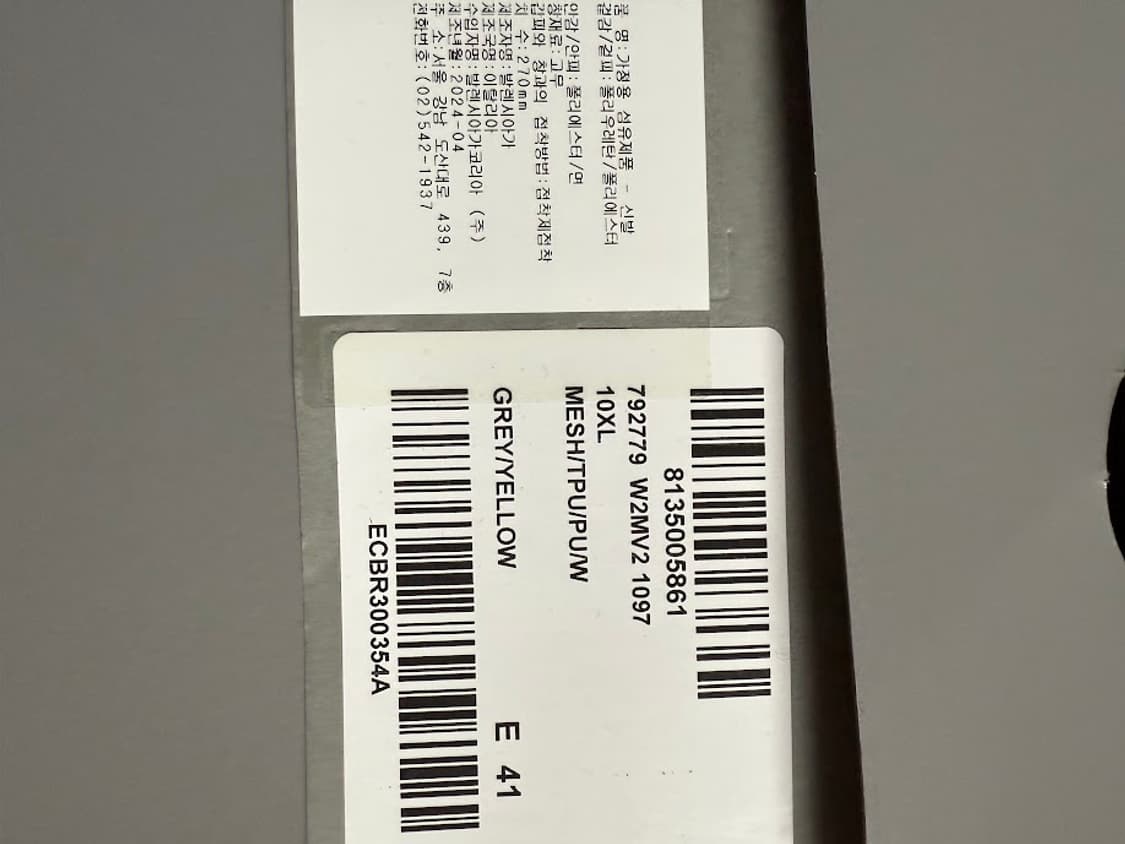 품 명:가정용 섬유제품 - 신발
겉감/겉피:폴리우레탄/폴리에스터
안감/안피:폴리에스터/면
창재료:고무
겉피와 창과의 접착방법:접착제접착
치 수:270mm
제조자명:발렌시아가
제조국명:이탈리아
수입자명:발렌시아가코리아 (주)
제조년월:2024-04
주 소:서울 강남 도산대로 439, 7층
전화번호:(02)542-1937
8135005861
792779 W2MV2 1097
10XL
MESH/TPU/PU/W
GREY/YELLOW E 41
ECBR300354A